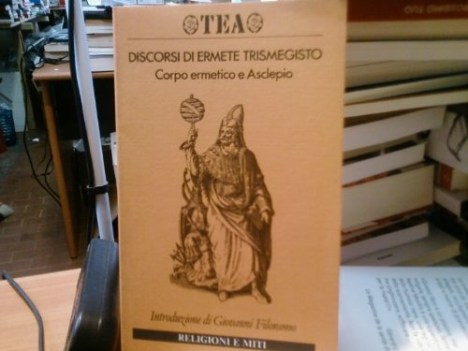 TEA
DISCORSI DI ERMETE TRISMEGISTO
Corpo ermetico e Asclepio
Introduzione di Giovanni Filoramo
RELIGIONI E MITI